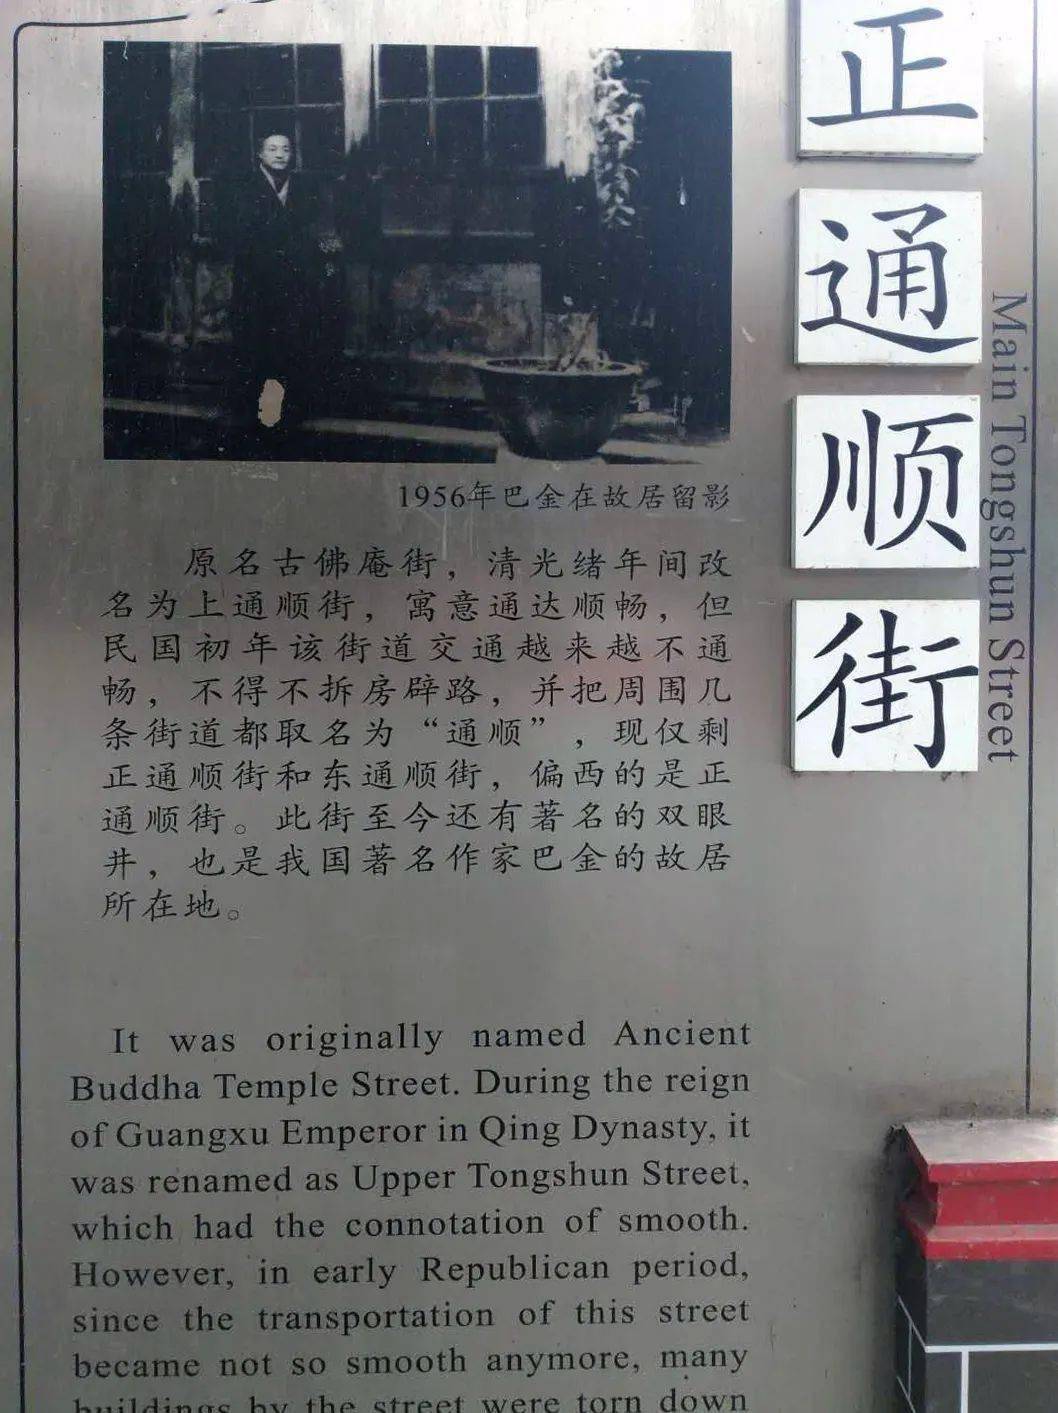 正
通
顺
街
Main Tongshun Street
1956年巴金在故居留影
原名古佛庵街，清光绪年间改
名为上通顺街，寓意通达顺畅，但
民国初年该街道交通越来越不通
畅，不得不拆房辟路，并把周围几
条街道都取名为“通顺”，现仅剩
正通顺街和东通顺街，偏西的是正
通顺街。此街至今还有著名的双眼
井，也是我国著名作家巴金的故居
所在地。
It was originally named Ancient
Buddha Temple Street. During the reign
of Guangxu Emperor in Qing Dynasty, it
was renamed as Upper Tongshun Street,
which had the connotation of smooth.
However, in early Republican period,
since the transportation of this street
became not so smooth anymore, many
buildings by the street were torn down